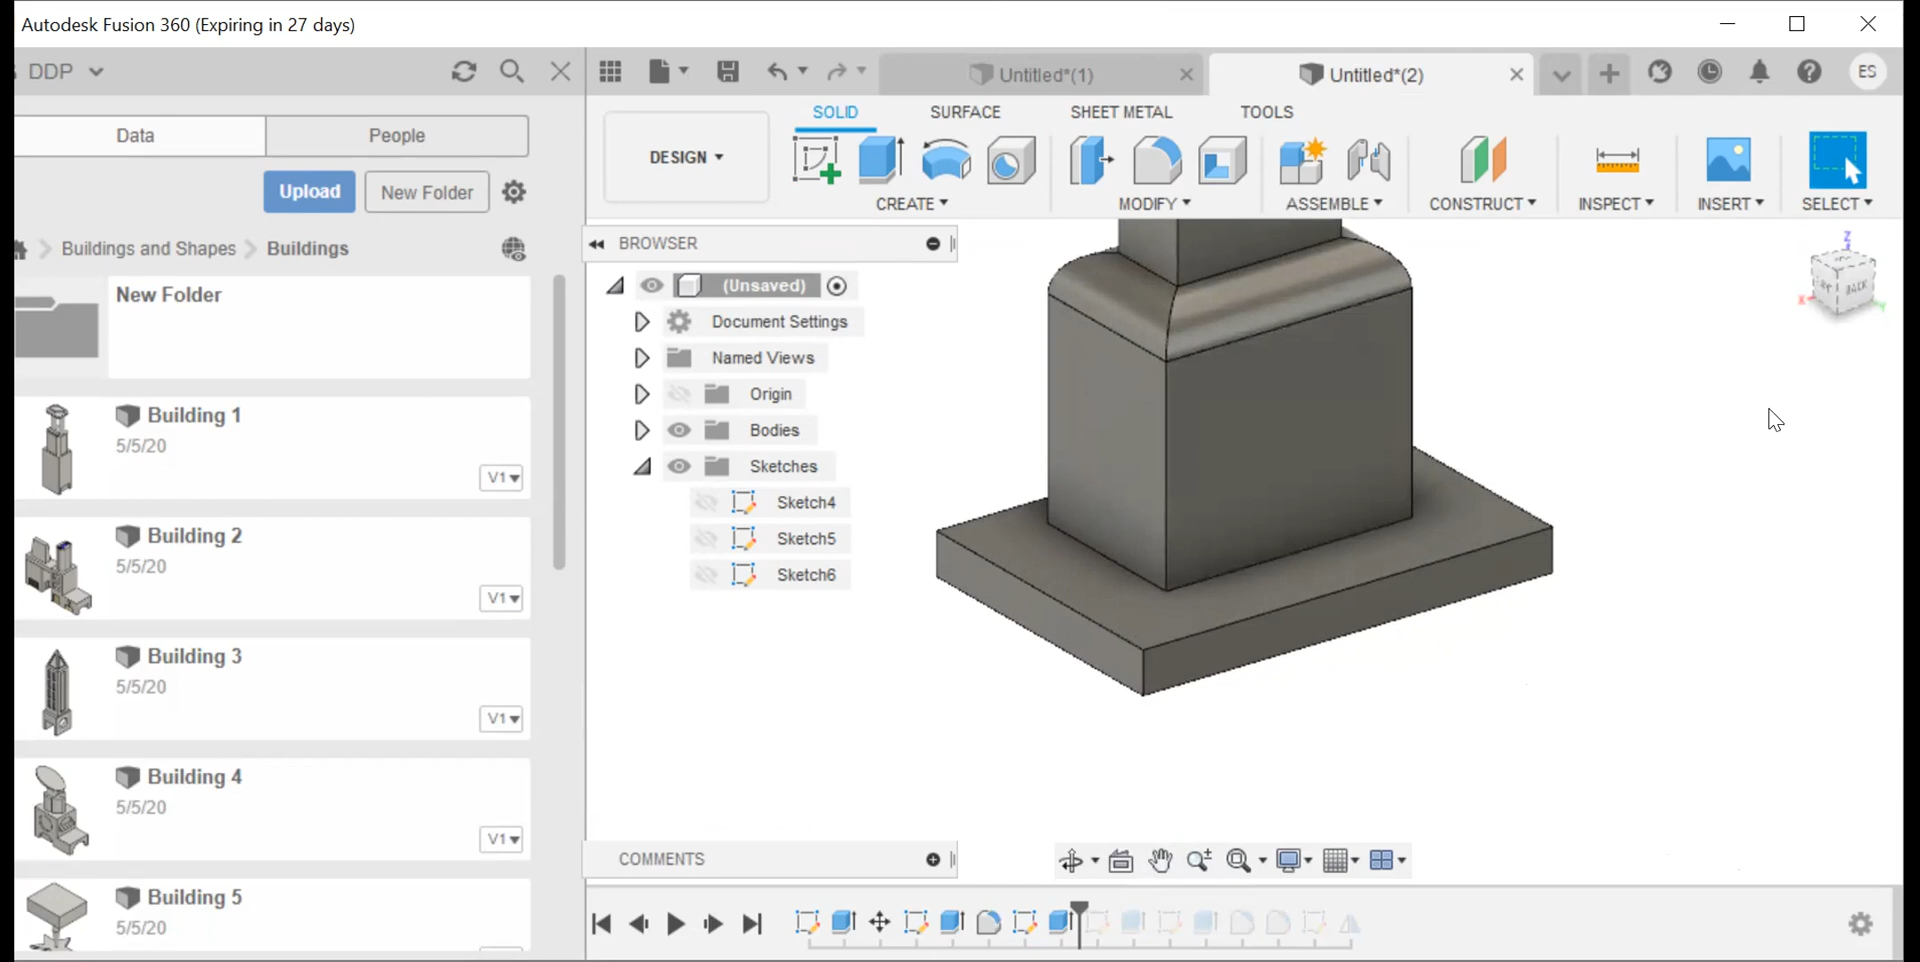 Autodesk Fusion 360 (Expiring in 27 days)
DDP
Untitled*(1)
Untitled*(2)
ES
Data
People
Upload
New Folder
Buildings and Shapes
Buildings
New Folder
Building 1
5/5/20
V1
Building 2
5/5/20
V1
Building 3
5/5/20
V1
Building 4
5/5/20
V1
Building 5
5/5/20
SOLID
SURFACE
SHEET METAL
TOOLS
DESIGN
CREATE
MODIFY
ASSEMBLE
CONSTRUCT
INSPECT
INSERT
SELECT
BROWSER
(Unsaved)
Document Settings
Named Views
Origin
Bodies
Sketches
Sketch4
Sketch5
Sketch6
Z
BACK
X
Y
COMMENTS